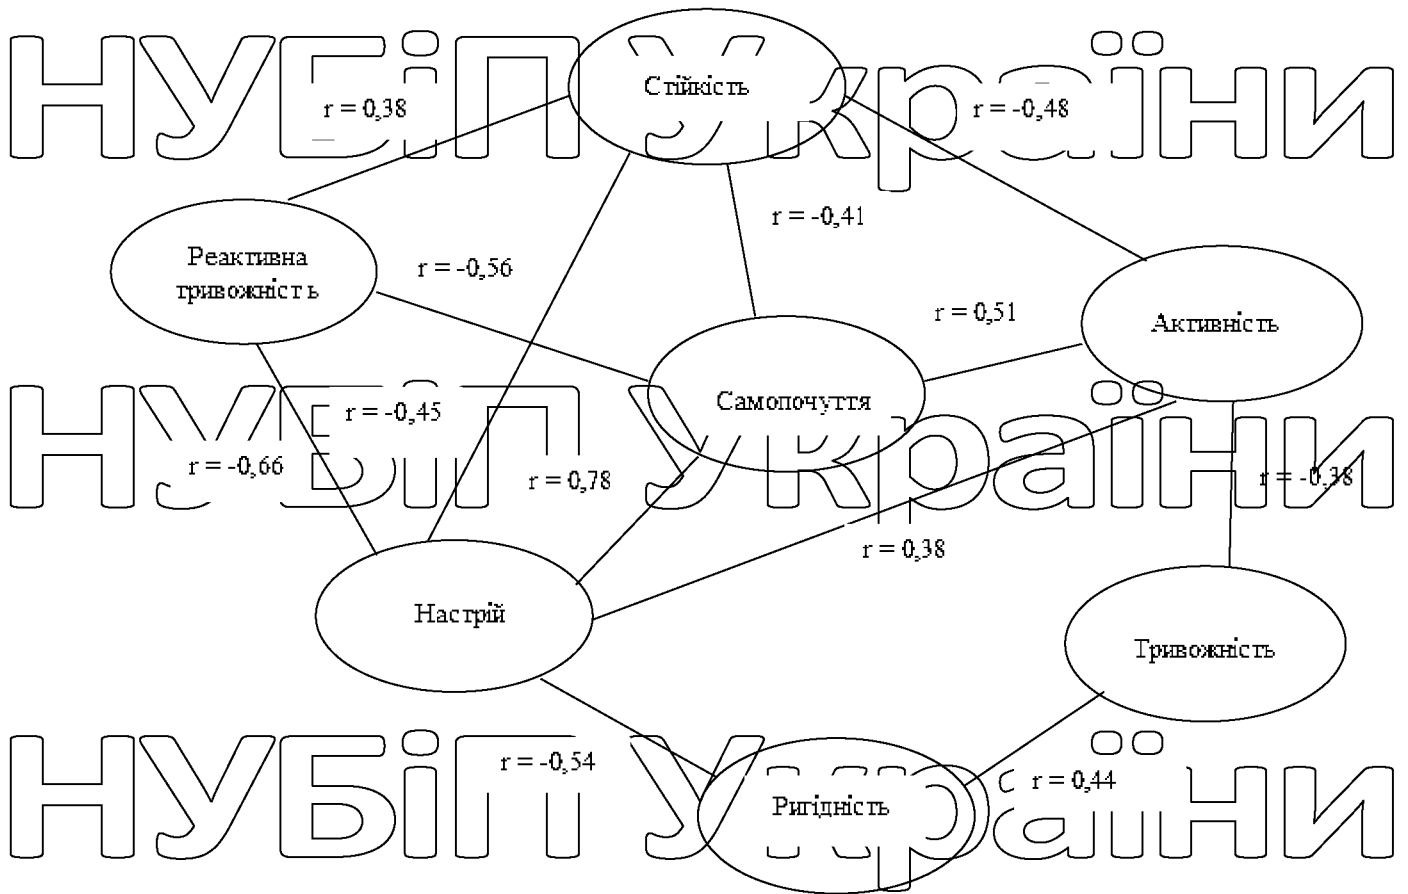 НУБіП України
Стійкість
r = 0,38
r = -0,48
r = -0,41
Реактивна
тривожніст ь
r = -0,56
r = 0,51
Активність
НУБіП України
Самопочуття
r = -0,45
r = -0,66
r = 0,78
r = -0,38
r = 0,38
Настрій
Тривожність
НУБіП України
r = -0,54
r = 0,44
Ригідність